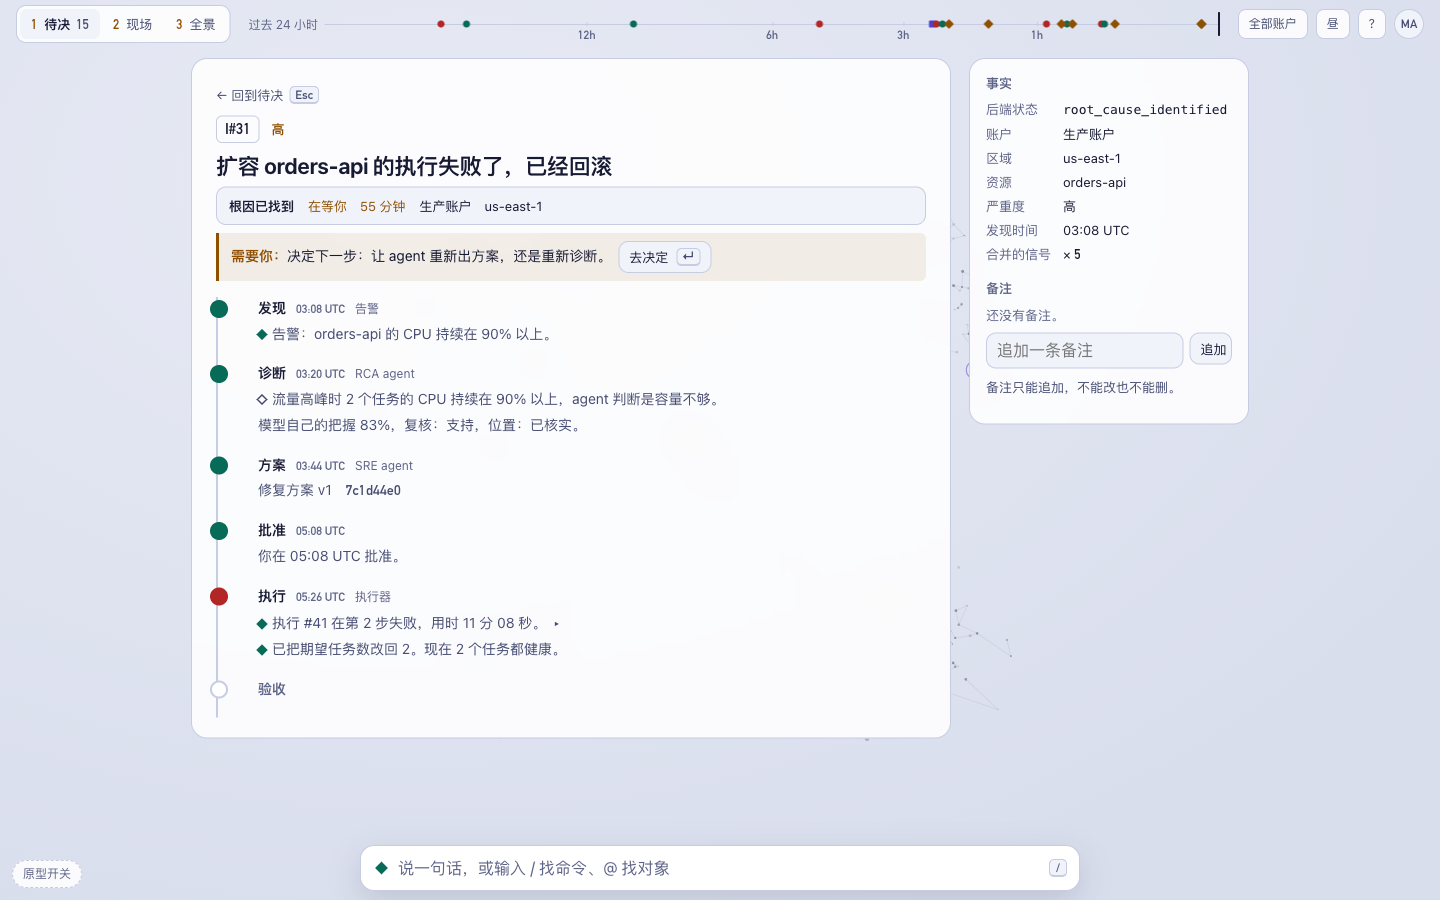 1 待决 15 2 现场 3 全景 过去 24 小时 12h 6h 3h 1h 全部账户 昼 ? MA
← 回到待决 Esc
I#31 高
扩容 orders-api 的执行失败了，已经回滚
根因已找到 在等你 55 分钟 生产账户 us-east-1
需要你：决定下一步：让 agent 重新出方案，还是重新诊断。 去决定 ↵
发现 03:08 UTC 告警
告警：orders-api 的 CPU 持续在 90% 以上。
诊断 03:20 UTC RCA agent
流量高峰时 2 个任务的 CPU 持续在 90% 以上，agent 判断是容量不够。
模型自己的把握 83%，复核：支持，位置：已核实。
方案 03:44 UTC SRE agent
修复方案 v1 7c1d44e0
批准 05:08 UTC
你在 05:08 UTC 批准。
执行 05:26 UTC 执行器
执行 #41 在第 2 步失败，用时 11 分 08 秒。 ▸
已把期望任务数改回 2。现在 2 个任务都健康。
验收
事实
后端状态 root_cause_identified
账户 生产账户
区域 us-east-1
资源 orders-api
严重度 高
发现时间 03:08 UTC
合并的信号 × 5
备注
还没有备注。
追加一条备注 追加
备注只能追加，不能改也不能删。
原型开关
说一句话，或输入 / 找命令、@ 找对象 /